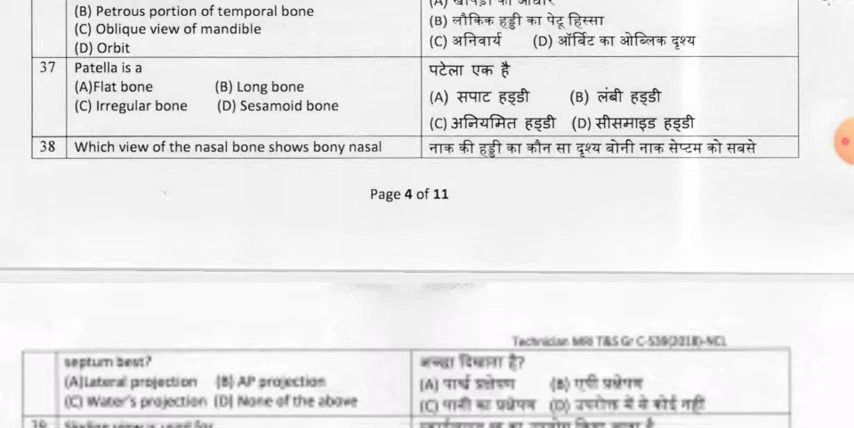 (B) Petrous portion of temporal bone
(C) Oblique view of mandible
(D) Orbit
(B) लौकिक हड्डी का पेटू हिस्सा
(C) अनिवार्य (D) ऑर्बिट का ओब्लिक दृश्य
37 Patella is a
(A)Flat bone (B) Long bone
(C) Irregular bone (D) Sesamoid bone
पटेला एक है
(A) सपाट हड्डी (B) लंबी हड्डी
(C) अनियमित हड्डी (D) सीसमाइड हड्डी
38 Which view of the nasal bone shows bony nasal
नाक की हड्डी का कौन सा दृश्य बोनी नाक सेप्टम को सबसे
Page 4 of 11
Technician MRI T&S Gr C-539(2018)-NCL
septum best?
(A)Lateral projection (B) AP projection
(C) Water's projection (D) None of the above
अच्छा दिखाता है?
(A) पार्श्व प्रक्षेपण (B) एपी प्रक्षेपण
(C) पानी का प्रक्षेपण (D) उपरोक्त में से कोई नहीं